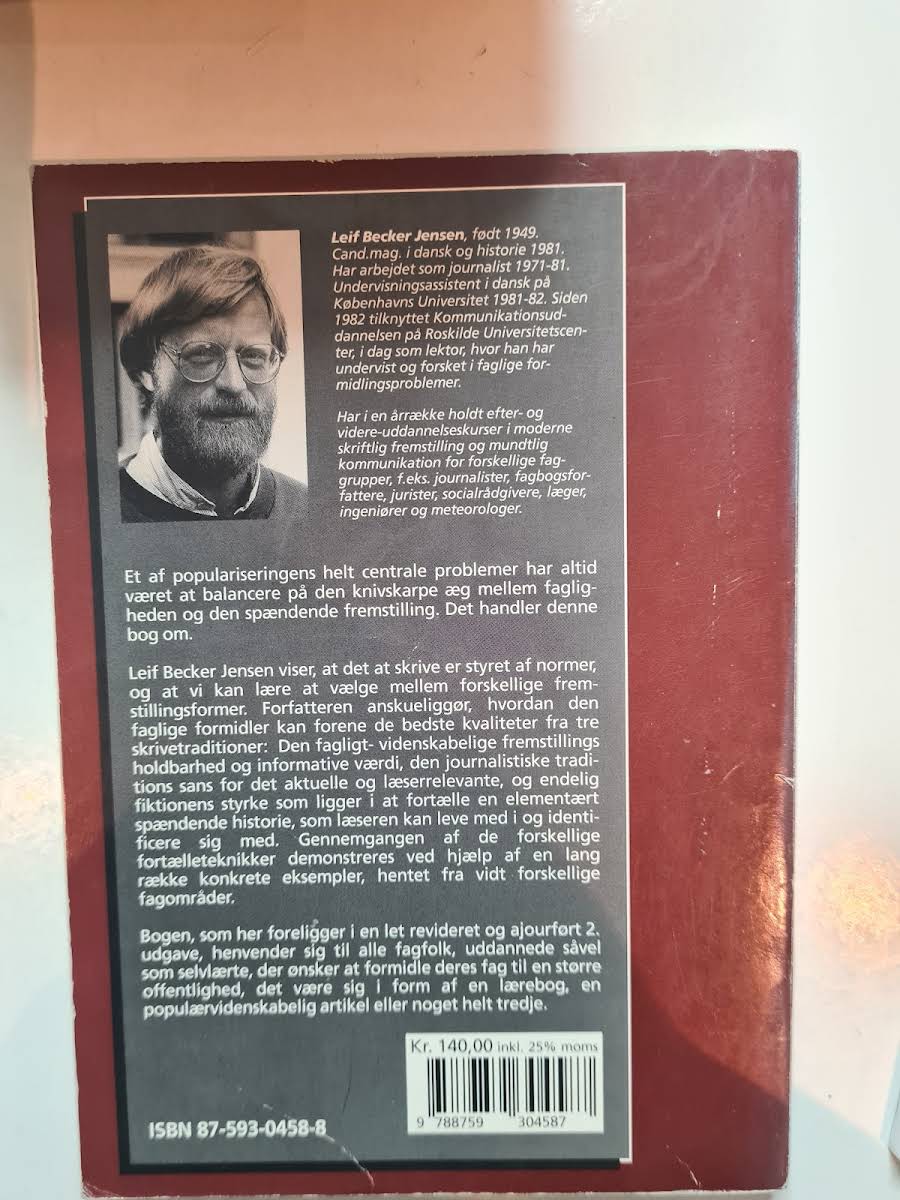 Leif Becker Jensen, født 1949.
Cand.mag. i dansk og historie 1981.
Har arbejdet som journalist 1971-81.
Undervisningsassistent i dansk på
Københavns Universitet 1981-82. Siden
1982 tilknyttet Kommunikationsud-
dannelsen på Roskilde Universitetscen-
ter, i dag som lektor, hvor han har
undervist og forsket i faglige for-
midlingsproblemer.
Har i en årrække holdt efter- og
videre-uddannelseskurser i moderne
skriftlig fremstilling og mundtlig
kommunikation for forskellige fag-
grupper, f.eks. journalister, fagbogsfor-
fattere, jurister, socialrådgivere, læger,
ingeniører og meteorologer.
Et af populariseringens helt centrale problemer har altid
været at balancere på den knivskarpe æg mellem faglig-
heden og den spændende fremstilling. Det handler denne
bog om.
Leif Becker Jensen viser, at det at skrive er styret af normer,
og at vi kan lære at vælge mellem forskellige frem-
stillingsformer. Forfatteren anskueliggør, hvordan den
faglige formidler kan forene de bedste kvaliteter fra tre
skrivetraditioner: Den fagligt- videnskabelige fremstillings
holdbarhed og informative værdi, den journalistiske tradi-
tions sans for det aktuelle og læserrelevante, og endelig
fiktionens styrke som ligger i at fortælle en elementært
spændende historie, som læseren kan leve med i og identi-
ficere sig med. Gennemgangen af de forskellige
fortælleteknikker demonstreres ved hjælp af en lang
række konkrete eksempler, hentet fra vidt forskellige
fagområder.
Bogen, som her foreligger i en let revideret og ajourført 2.
udgave, henvender sig til alle fagfolk, uddannede såvel
som selvlærte, der ønsker at formidle deres fag til en større
offentlighed, det være sig i form af en lærebog, en
populærvidenskabelig artikel eller noget helt tredje.
Kr. 140,00 inkl. 25% moms
9 788759 304587
ISBN 87-593-0458-8